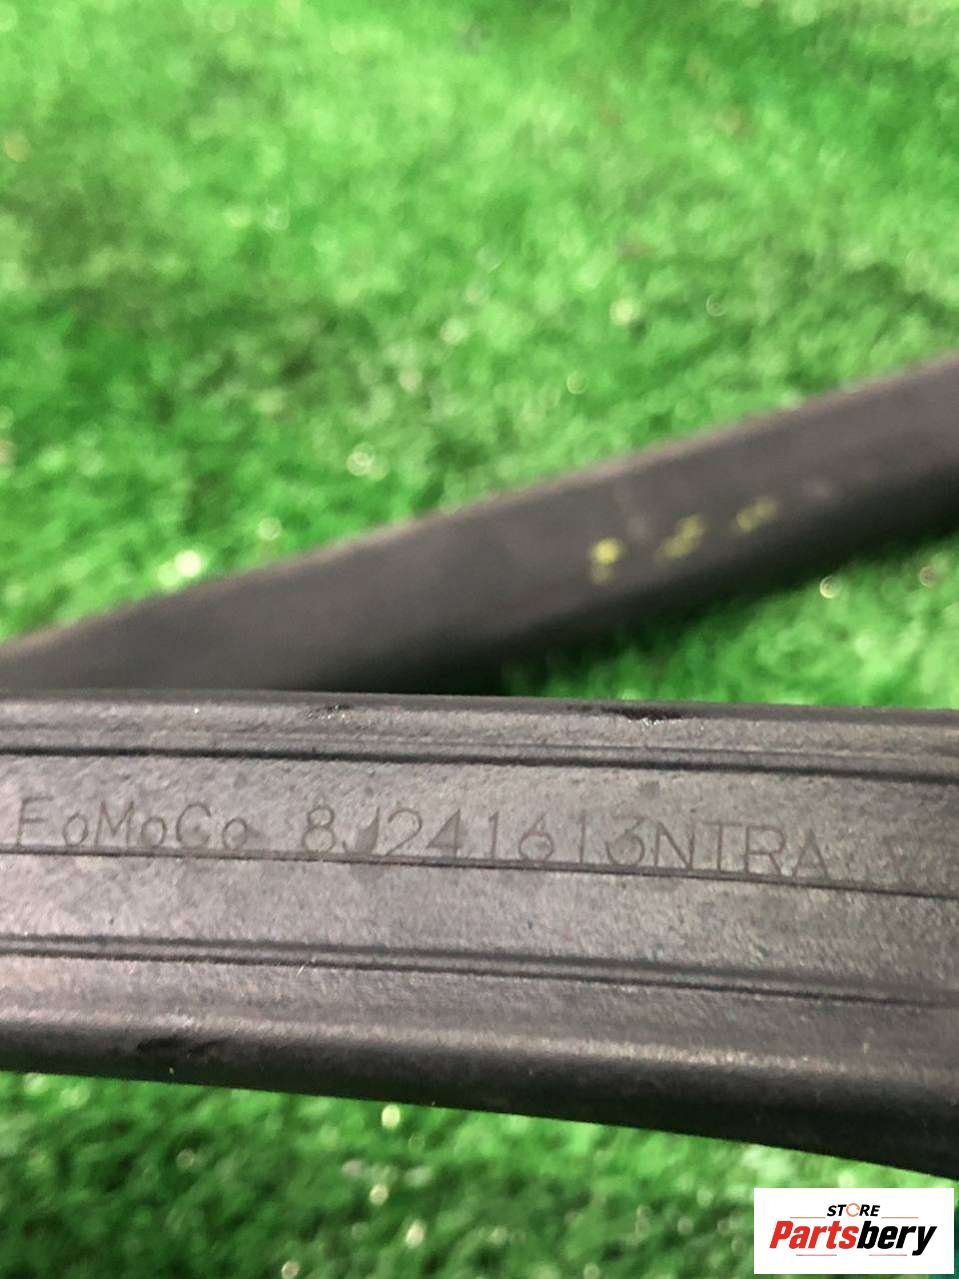 FoMoCo 8J241613NTRA
STORE
Partsbery